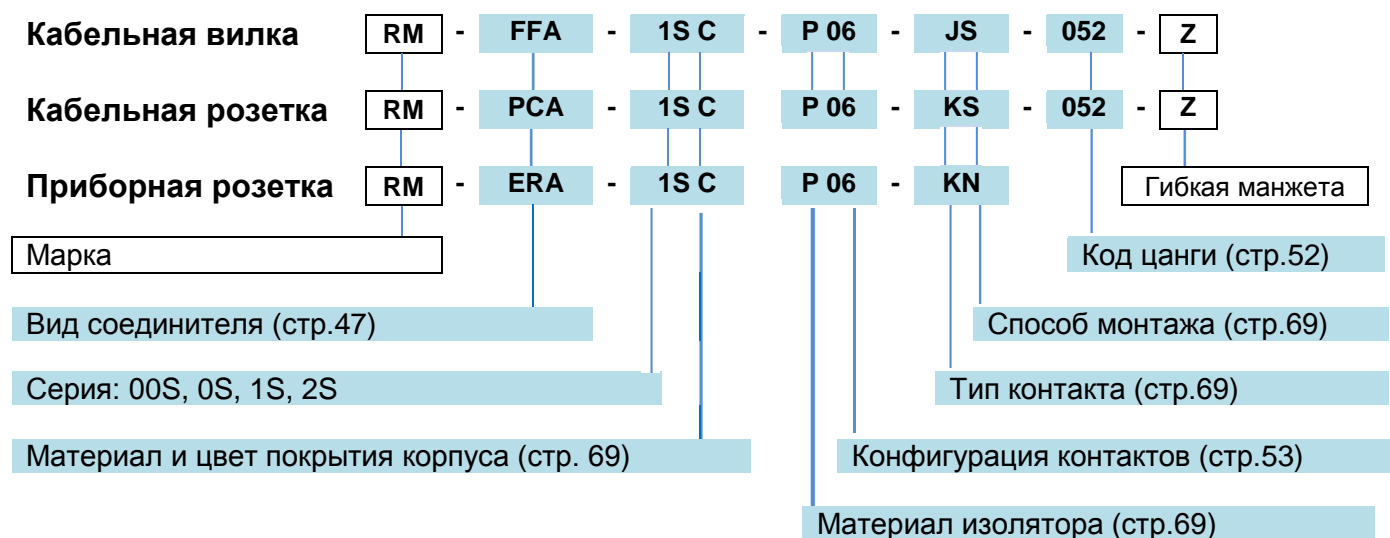 Кабельная вилка RM - FFA - 1S C - P 06 - JS - 052 - Z
Кабельная розетка RM - PCA - 1S C P 06 - KS - 052 - Z
Приборная розетка RM - ERA - 1S C P 06 - KN Гибкая манжета
Марка Код цанги (стр.52)
Вид соединителя (стр.47) Способ монтажа (стр.69)
Серия: 00S, 0S, 1S, 2S Тип контакта (стр.69)
Материал и цвет покрытия корпуса (стр. 69) Конфигурация контактов (стр.53)
Материал изолятора (стр.69)